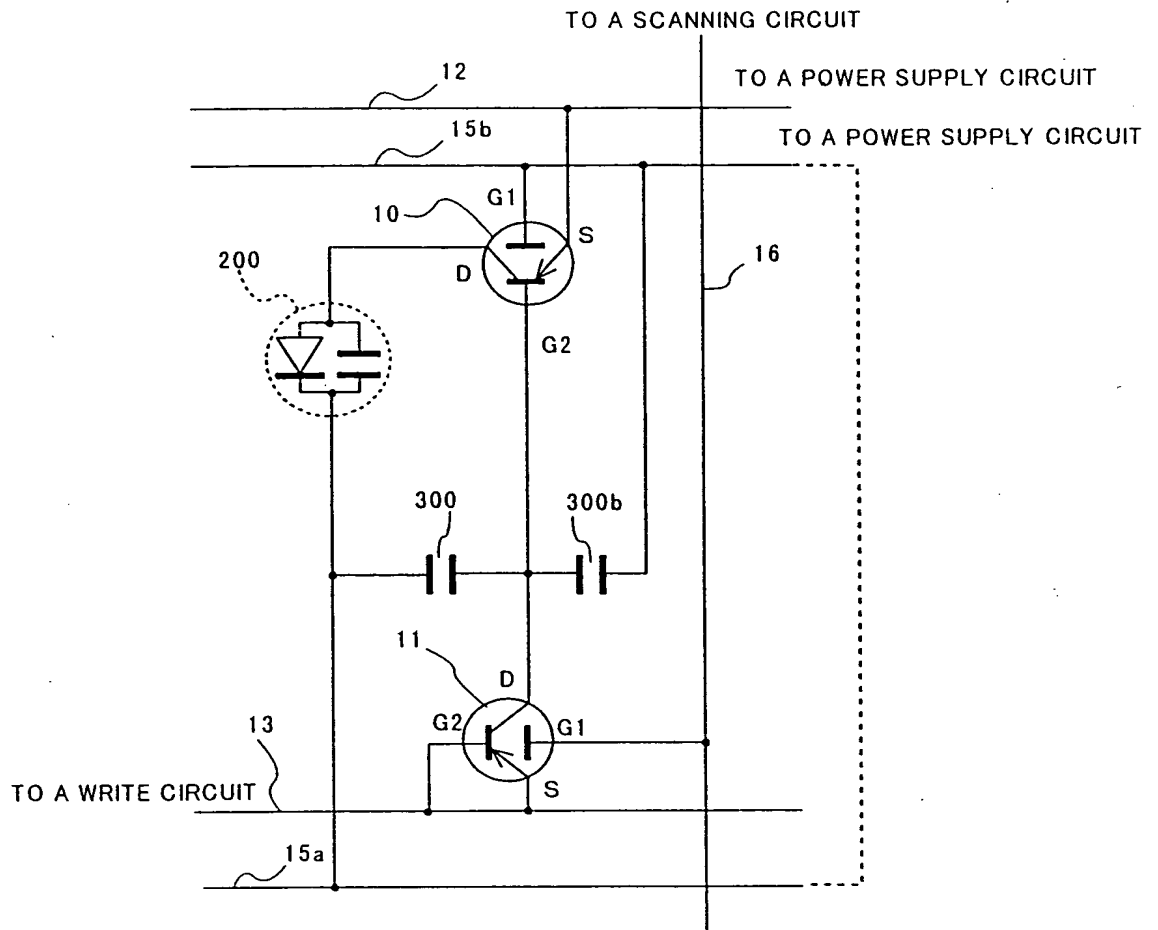 TO A SCANNING CIRCUIT
12
TO A POWER SUPPLY CIRCUIT
15b
TO A POWER SUPPLY CIRCUIT
G1
10
S
D
16
200
G2
300
300b
11
D
G2
G1
13
S
TO A WRITE CIRCUIT
15a